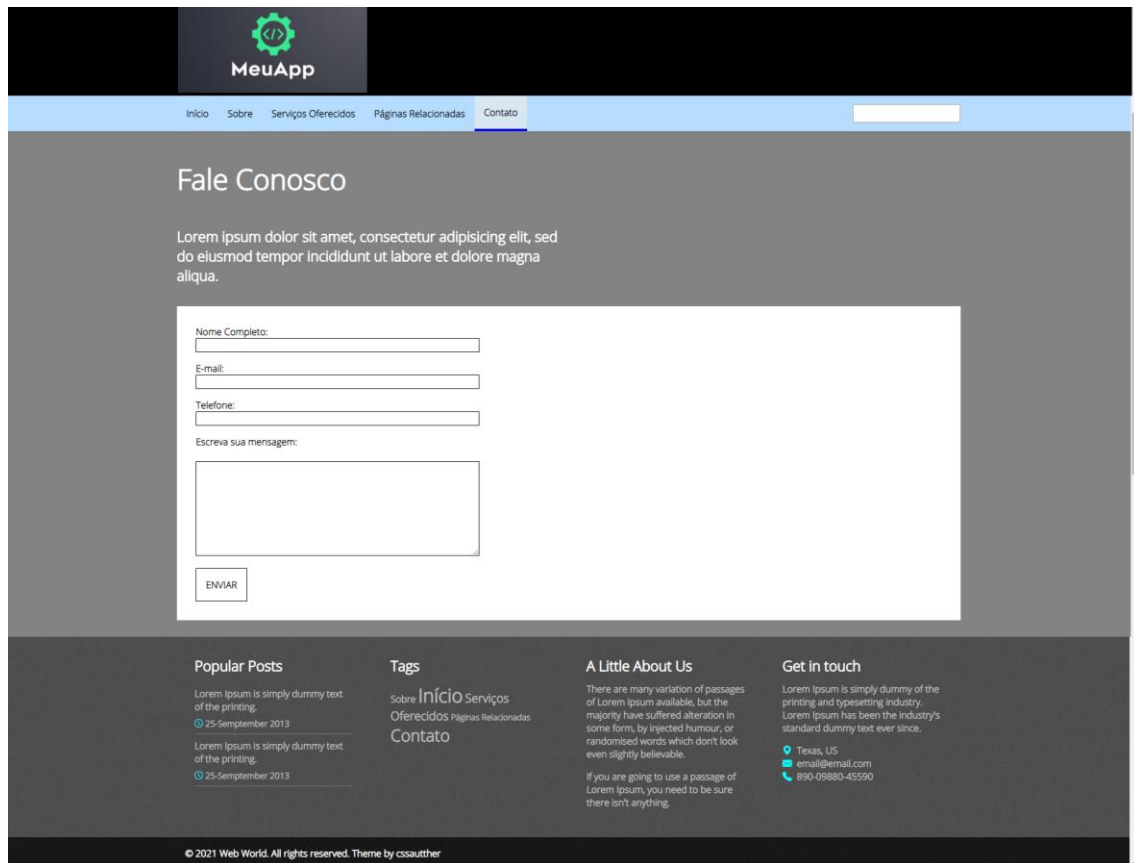 </>
MeuApp
Início Sobre Serviços Oferecidos Páginas Relacionadas Contato
Fale Conosco
Lorem ipsum dolor sit amet, consectetur adipisicing elit, sed
do eiusmod tempor incididunt ut labore et dolore magna
aliqua.
Nome Completo:
E-mail:
Telefone:
Escreva sua mensagem:
ENVIAR
Popular Posts
Lorem Ipsum is simply dummy text
of the printing.
25-Semptember 2013
Lorem Ipsum is simply dummy text
of the printing.
25-Semptember 2013
Tags
Sobre Início Serviços
Oferecidos Páginas Relacionadas
Contato
A Little About Us
There are many variation of passages
of Lorem Ipsum available, but the
majority have suffered alteration in
some form, by injected humour, or
randomised words which don't look
even slightly believable.
If you are going to use a passage of
Lorem Ipsum, you need to be sure
there isn't anything.
Get in touch
Lorem Ipsum is simply dummy of the
printing and typesetting industry.
Lorem Ipsum has been the industry's
standard dummy text ever since.
Texas, US
email@email.com
890-09880-45590
© 2021 Web World. All rights reserved. Theme by cssautther